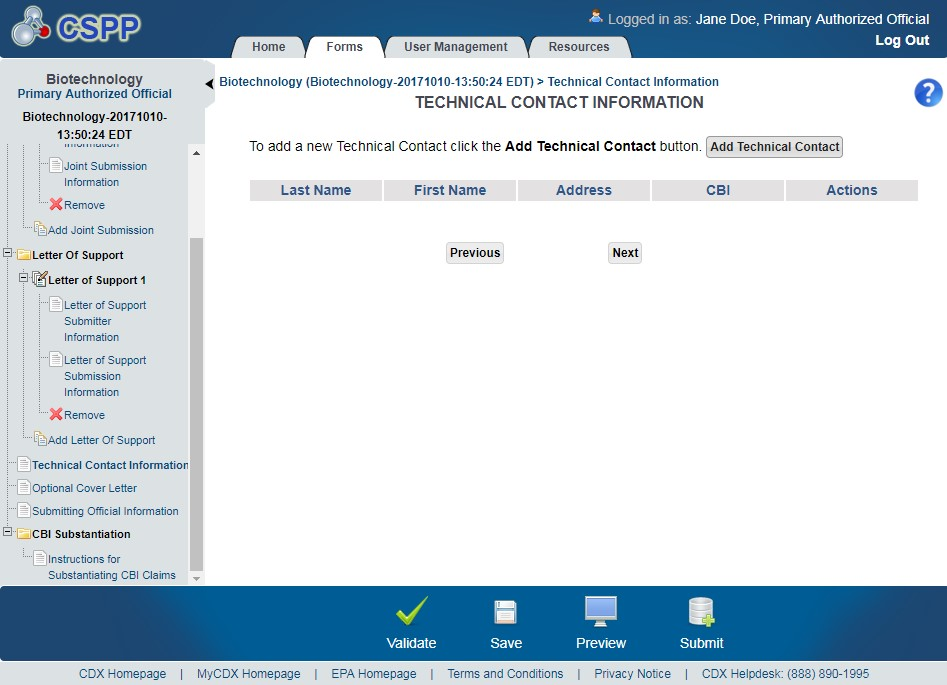 CSPP
Logged in as: Jane Doe, Primary Authorized Official
Log Out
Home
Forms
User Management
Resources
Biotechnology
Primary Authorized Official
Biotechnology-20171010-
13:50:24 EDT
Information
Joint Submission
Information
Remove
Add Joint Submission
Letter Of Support
Letter of Support 1
Letter of Support
Submitter
Information
Letter of Support
Submission
Information
Remove
Add Letter Of Support
Technical Contact Information
Optional Cover Letter
Submitting Official Information
CBI Substantiation
Instructions for
Substantiating CBI Claims
Biotechnology (Biotechnology-20171010-13:50:24 EDT) > Technical Contact Information
?
TECHNICAL CONTACT INFORMATION
To add a new Technical Contact click the Add Technical Contact button. Add Technical Contact
Last Name First Name Address CBI Actions
Previous Next
Validate Save Preview Submit
CDX Homepage | MyCDX Homepage | EPA Homepage | Terms and Conditions | Privacy Notice | CDX Helpdesk: (888) 890-1995